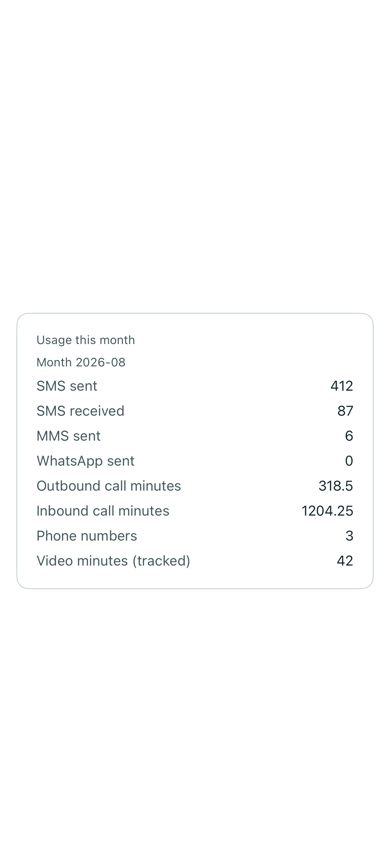 Usage this month
Month 2026-08
SMS sent 412
SMS received 87
MMS sent 6
WhatsApp sent 0
Outbound call minutes 318.5
Inbound call minutes 1204.25
Phone numbers 3
Video minutes (tracked) 42